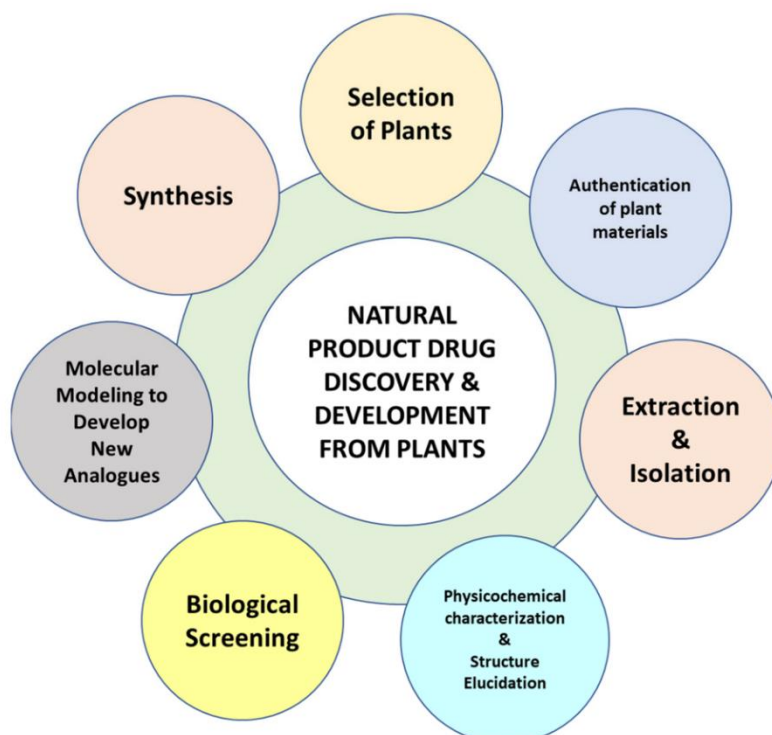 Selection
of Plants
Authentication
of plant
materials
Extraction
&
Isolation
Physicochemical
characterization
&
Structure
Elucidation
Biological
Screening
Molecular
Modeling to
Develop
New
Analogues
Synthesis
NATURAL
PRODUCT DRUG
DISCOVERY &
DEVELOPMENT
FROM PLANTS